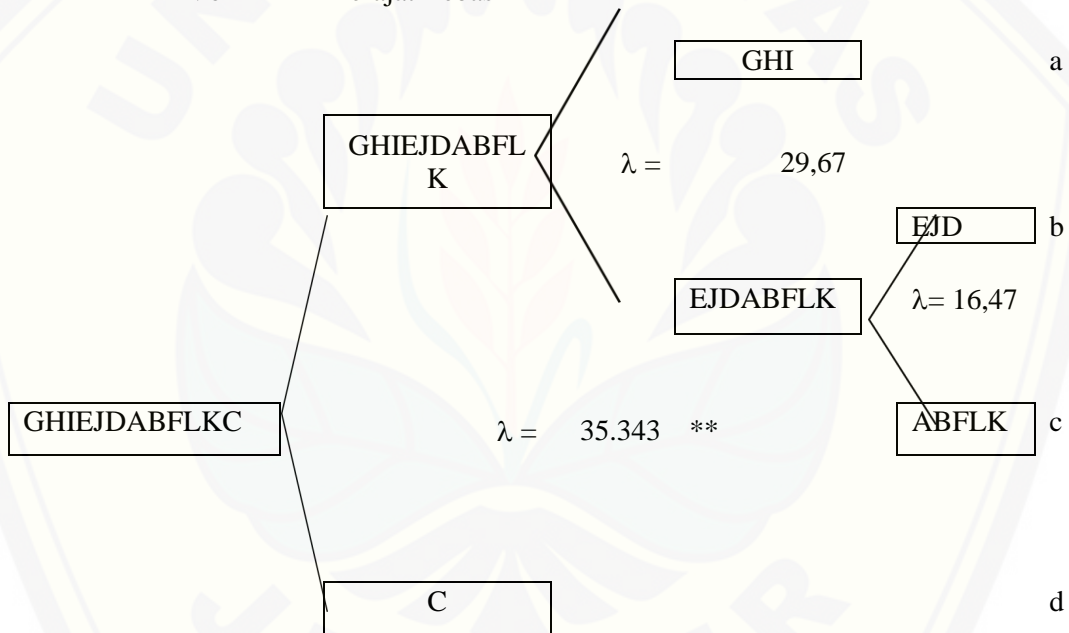 GHI a
GHIEJDABFL
K
λ = 29,67
EJD b
EJDABFLK
λ= 16,47
GHIEJDABFLKC
λ = 35.343 **
ABFLK c
C d